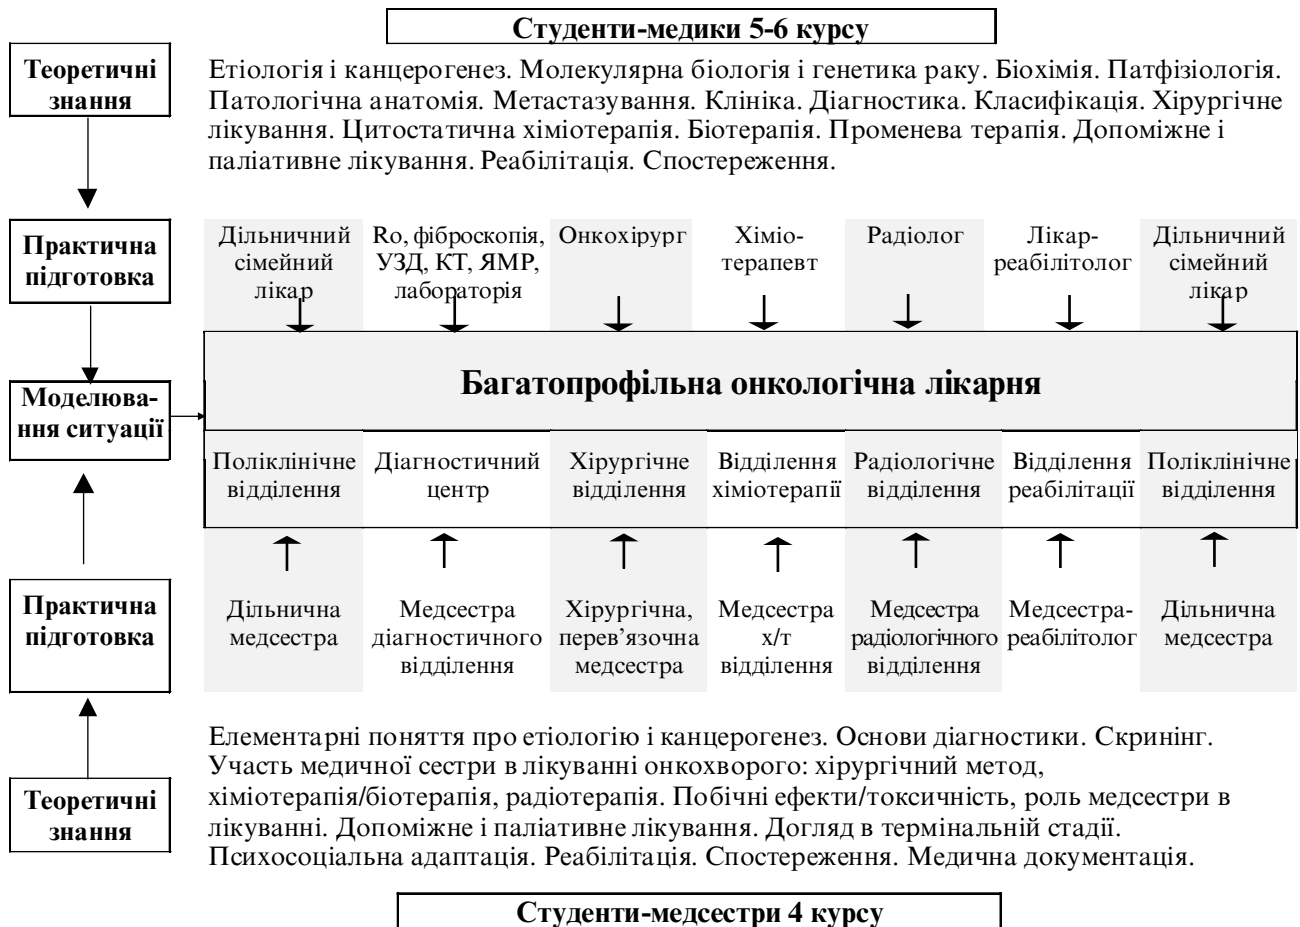 Студенти-медики 5-6 курсу
Теоретичні
знання
Етіологія і канцерогенез. Молекулярна біологія і генетика раку. Біохімія. Патфізіологія.
Патологічна анатомія. Метастазування. Клініка. Діагностика. Класифікація. Хірургічне
лікування. Цитостатична хіміотерапія. Біотерапія. Променева терапія. Допоміжне і
паліативне лікування. Реабілітація. Спостереження.
Практична
підготовка
Дільничний
сімейний
лікар
Ro, фіброскопія,
УЗД, КТ, ЯМР,
лабораторія
Онкохірург
Хіміо-
терапевт
Радіолог
Лікар-
реабілітолог
Дільничний
сімейний
лікар
Моделюва-
ння ситуації
Багатопрофільна онкологічна лікарня
Поліклінічне
відділення
Діагностичний
центр
Хірургічне
відділення
Відділення
хіміотерапії
Радіологічне
відділення
Відділення
реабілітації
Поліклінічне
відділення
Практична
підготовка
Дільнична
медсестра
Медсестра
діагностичного
відділення
Хірургічна,
перев’язочна
медсестра
Медсестра
х/т
відділення
Медсестра
радіологічного
відділення
Медсестра-
реабілітолог
Дільнична
медсестра
Теоретичні
знання
Елементарні поняття про етіологію і канцерогенез. Основи діагностики. Скринінг.
Участь медичної сестри в лікуванні онкохворого: хірургічний метод,
хіміотерапія/біотерапія, радіотерапія. Побічні ефекти/токсичність, роль медсестри в
лікуванні. Допоміжне і паліативне лікування. Догляд в термінальній стадії.
Психосоціальна адаптація. Реабілітація. Спостереження. Медична документація.
Студенти-медсестри 4 курсу